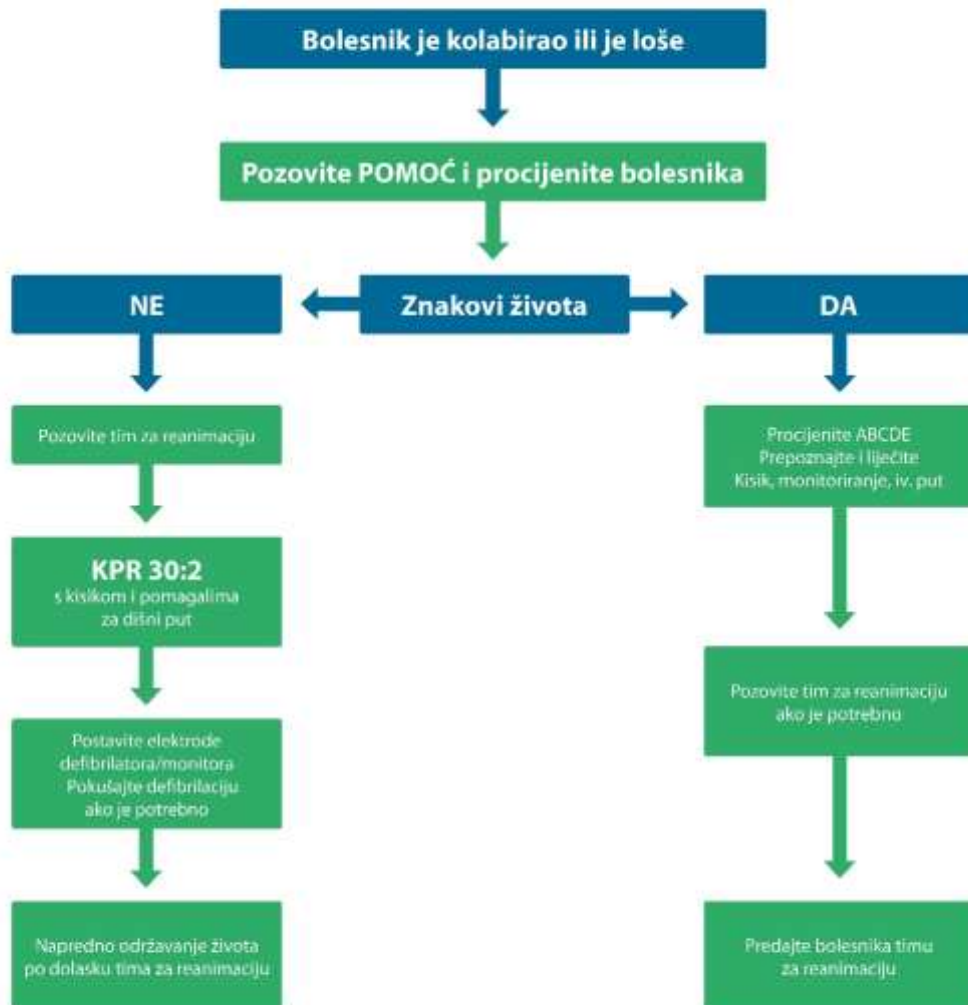 Bolesnik je kolabirao ili je loše
Pozovite POMOĆ i procijenite bolesnika
NE
Znakovi života
DA
Pozovite tim za reanimaciju
KPR 30:2
s kisikom i pomagalima
za dišni put
Postavite elektrode
defibrilatora/monitora
Pokušajte defibrilaciju
ako je potrebno
Napredno održavanje života
po dolasku tima za reanimaciju
Procijenite ABCDE
Prepoznajte i liječite
Kisik, monitoriranje, iv. put
Pozovite tim za reanimaciju
ako je potrebno
Predajte bolesnika timu
za reanimaciju